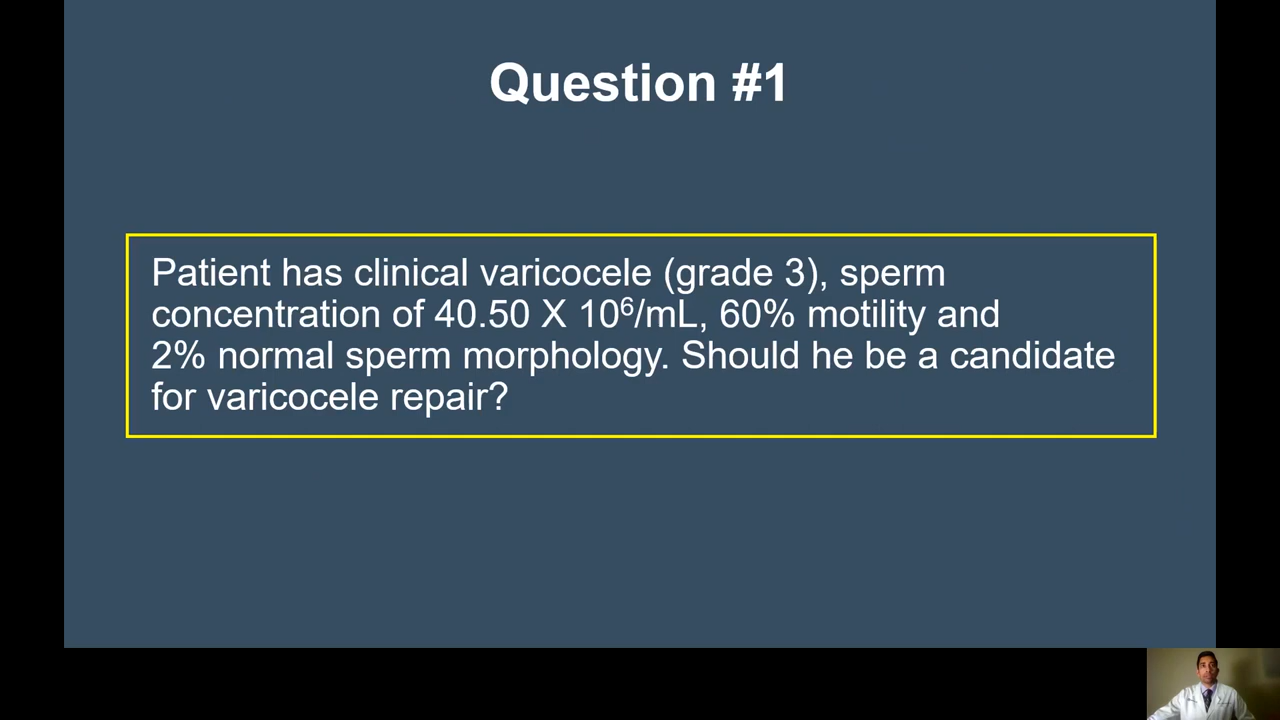 Question #1
Patient has clinical varicocele (grade 3), sperm
concentration of 40.50 X 10⁶/mL, 60% motility and
2% normal sperm morphology. Should he be a candidate
for varicocele repair?